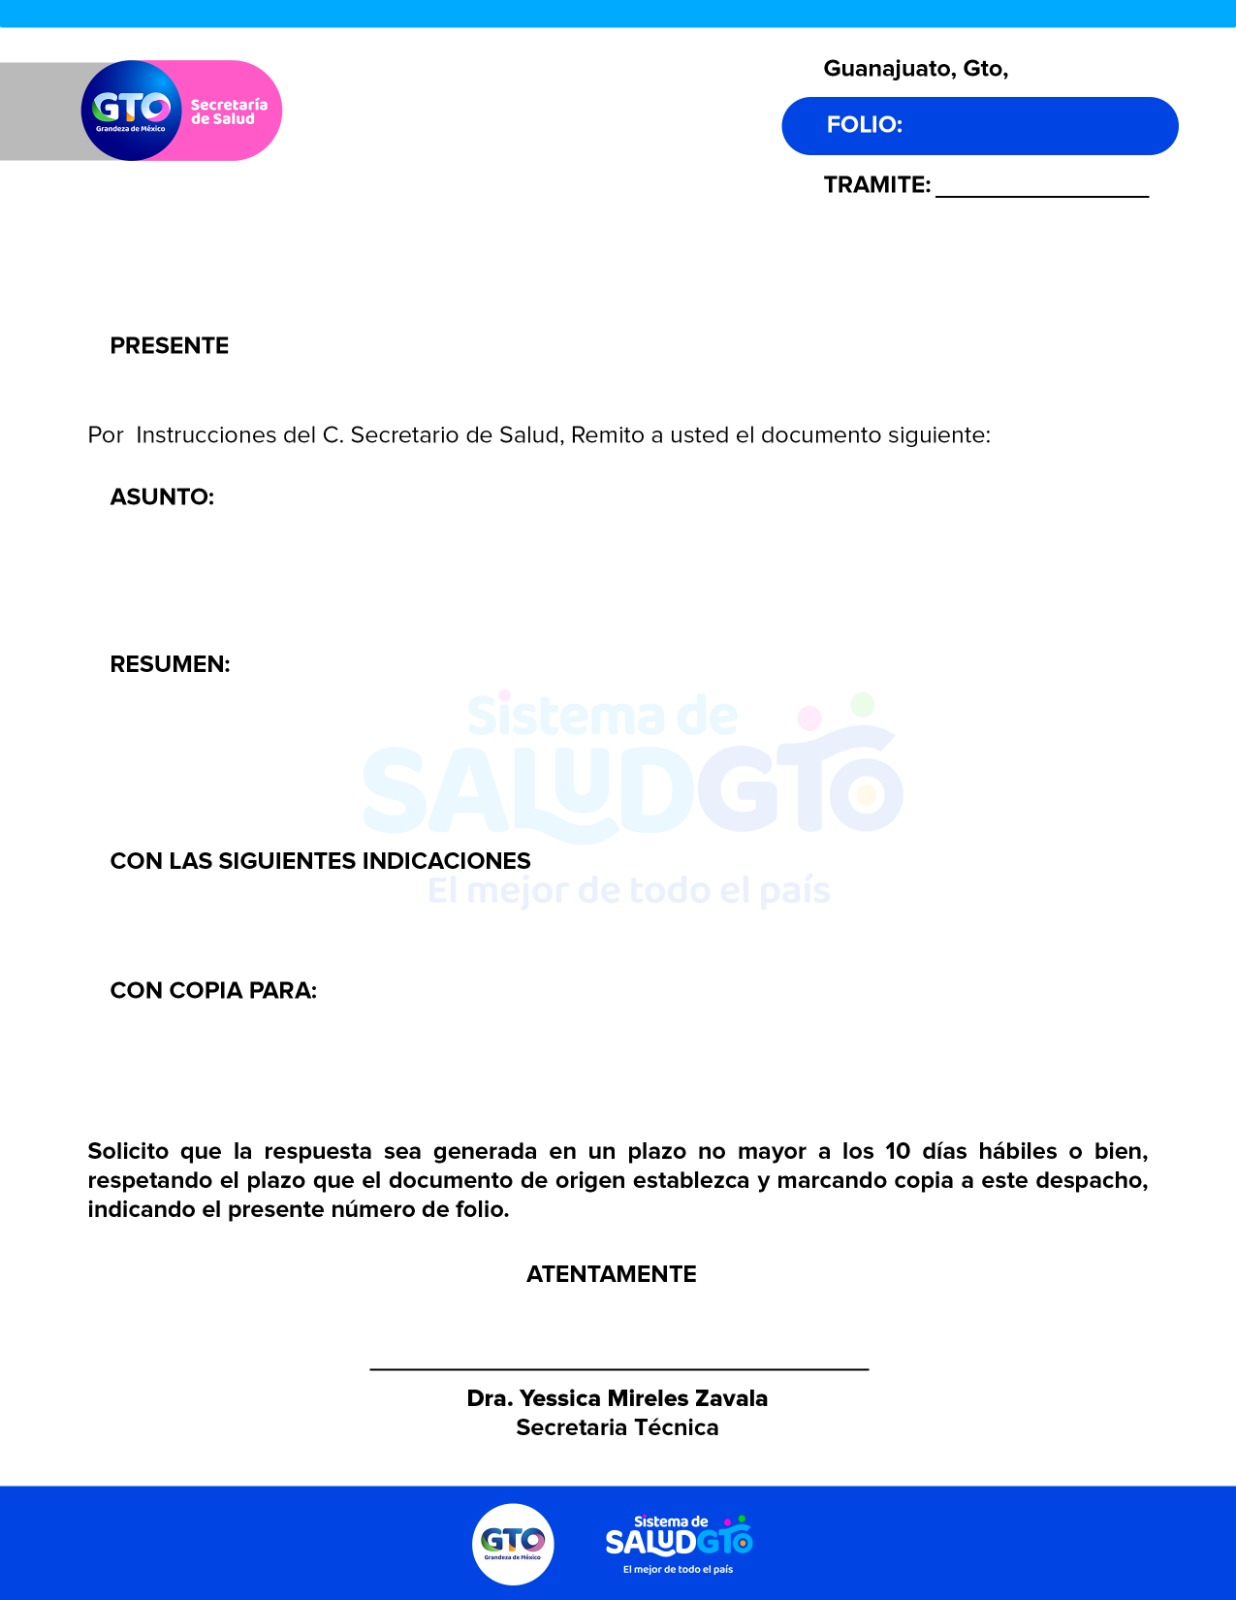 Guanajuato, Gto,
GTO
Grandeza de México
Secretaría
de Salud
FOLIO:
TRAMITE:
PRESENTE
Por  Instrucciones del C. Secretario de Salud, Remito a usted el documento siguiente:
ASUNTO:
RESUMEN:
Sistema de
SALUDGTO
CON LAS SIGUIENTES INDICACIONES
El mejor de todo el país
CON COPIA PARA:
Solicito que la respuesta sea generada en un plazo no mayor a los 10 días hábiles o bien,
respetando el plazo que el documento de origen establezca y marcando copia a este despacho,
indicando el presente número de folio.
ATENTAMENTE
Dra. Yessica Mireles Zavala
Secretaria Técnica
GTO
Grandeza de México
Sistema de
SALUDGTO
El mejor de todo el país